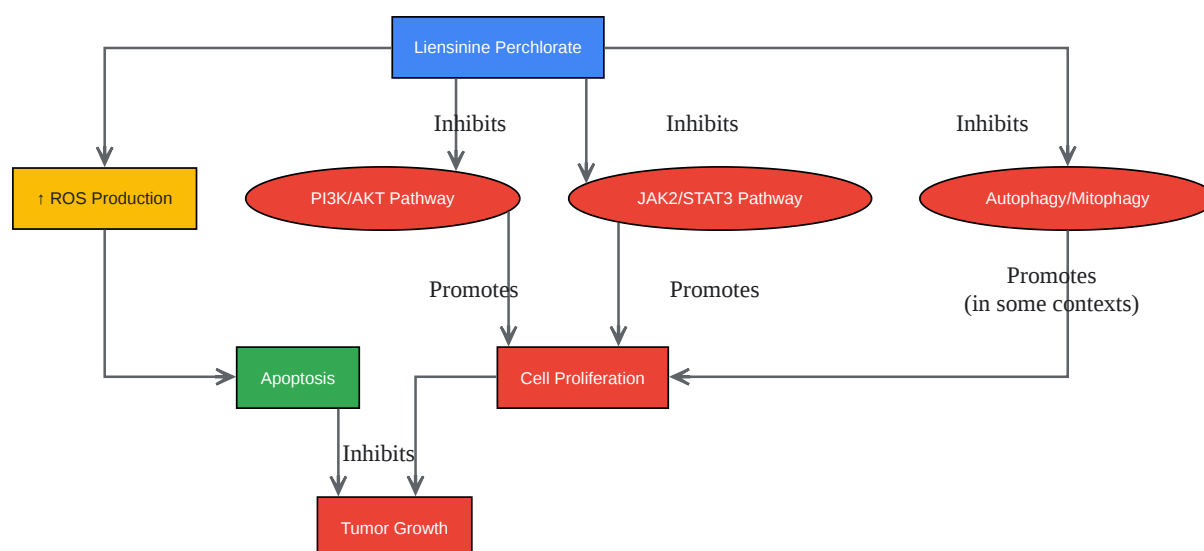 Liensinine Perchlorate
Inhibits
Inhibits
Inhibits
↑ ROS Production
PI3K/AKT Pathway
JAK2/STAT3 Pathway
Autophagy/Mitophagy
Promotes
Promotes
Promotes
(in some contexts)
Apoptosis
Cell Proliferation
Inhibits
Tumor Growth